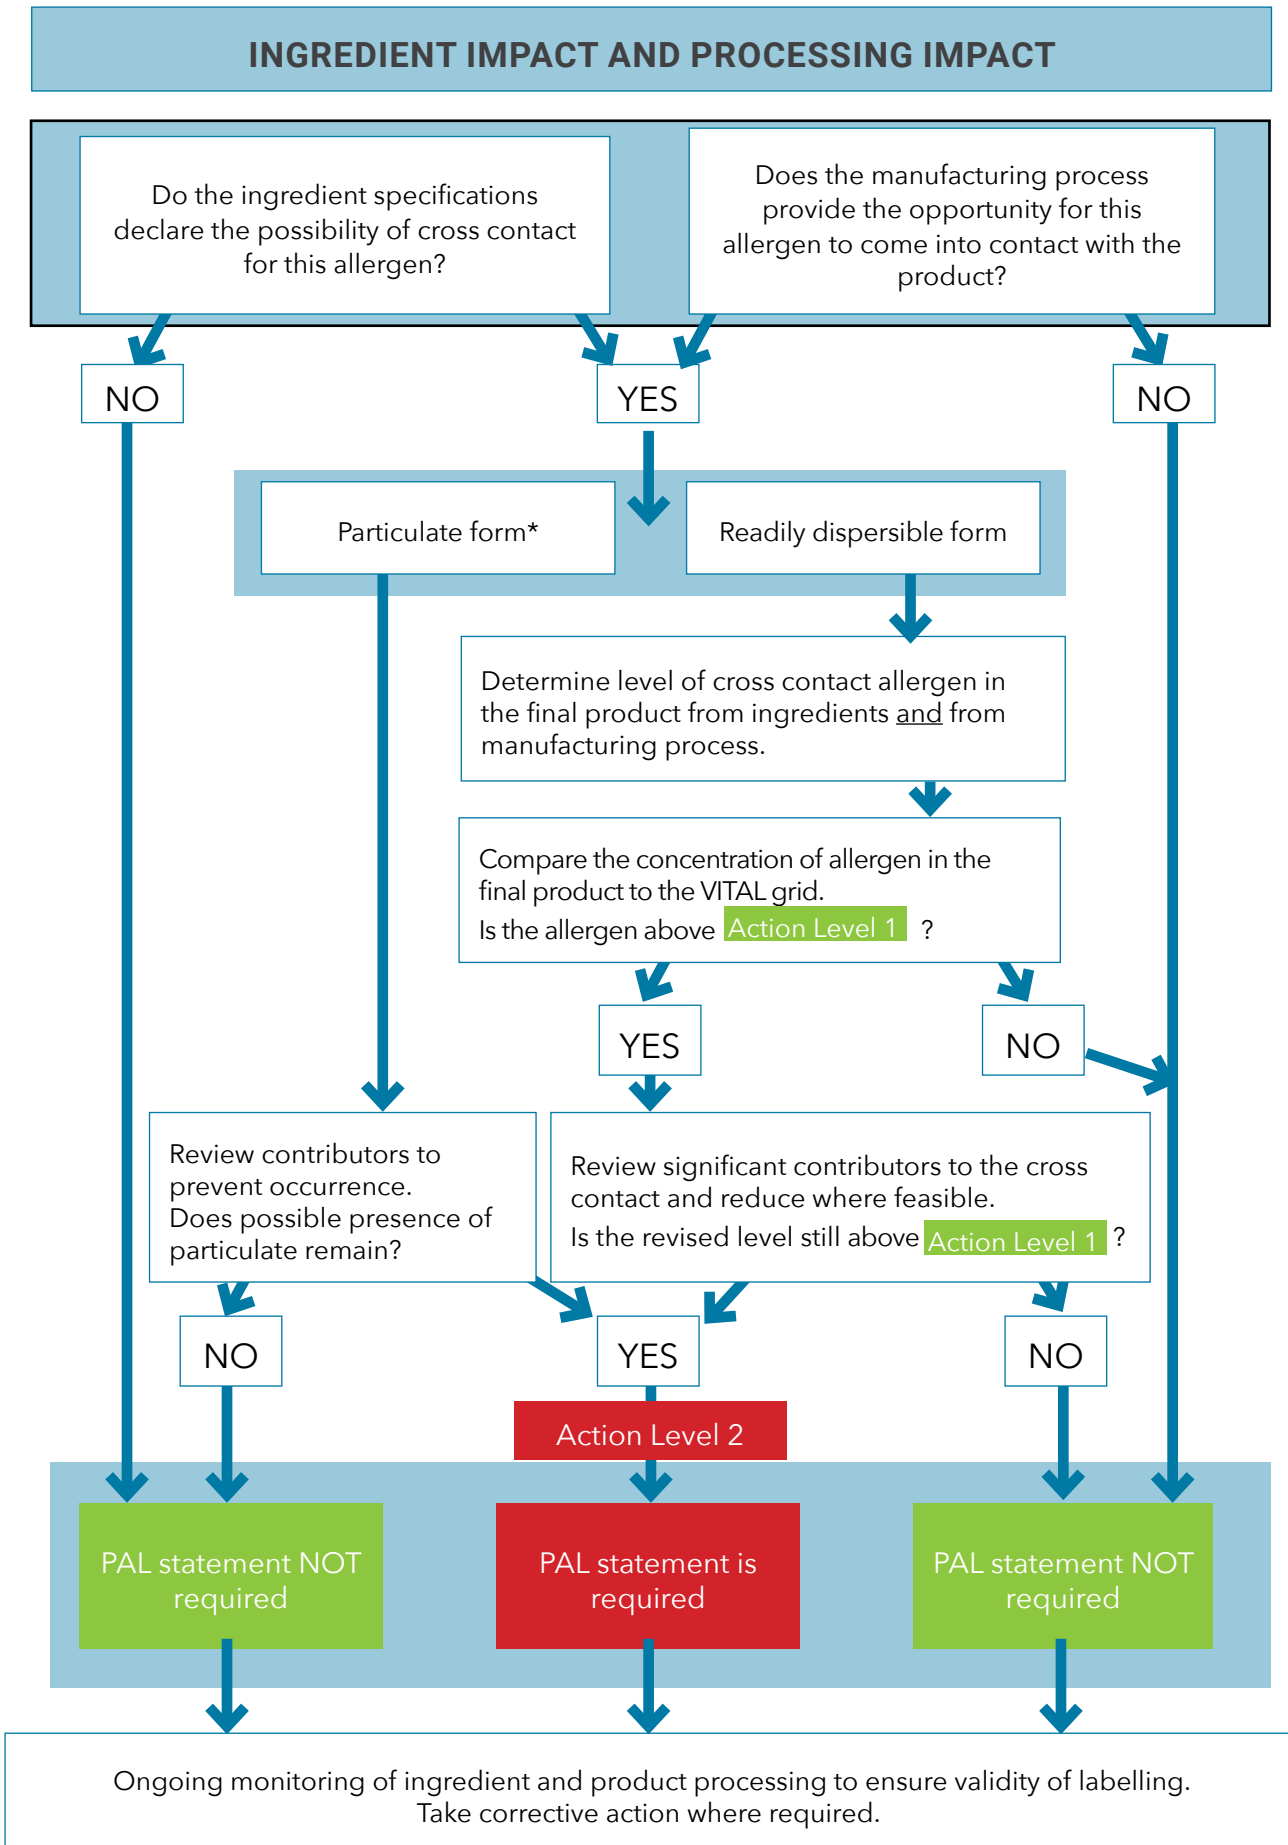 INGREDIENT IMPACT AND PROCESSING IMPACT
Do the ingredient specifications
declare the possibility of cross contact
for this allergen?
Does the manufacturing process
provide the opportunity for this
allergen to come into contact with the
product?
NO
YES
NO
Particulate form*
Readily dispersible form
Determine level of cross contact allergen in
the final product from ingredients and from
manufacturing process.
Compare the concentration of allergen in the
final product to the VITAL grid.
Is the allergen above Action Level 1 ?
YES
NO
Review contributors to
prevent occurrence.
Does possible presence of
particulate remain?
Review significant contributors to the cross
contact and reduce where feasible.
Is the revised level still above Action Level 1 ?
NO
YES
NO
Action Level 2
PAL statement NOT
required
PAL statement is
required
PAL statement NOT
required
Ongoing monitoring of ingredient and product processing to ensure validity of labelling.
Take corrective action where required.